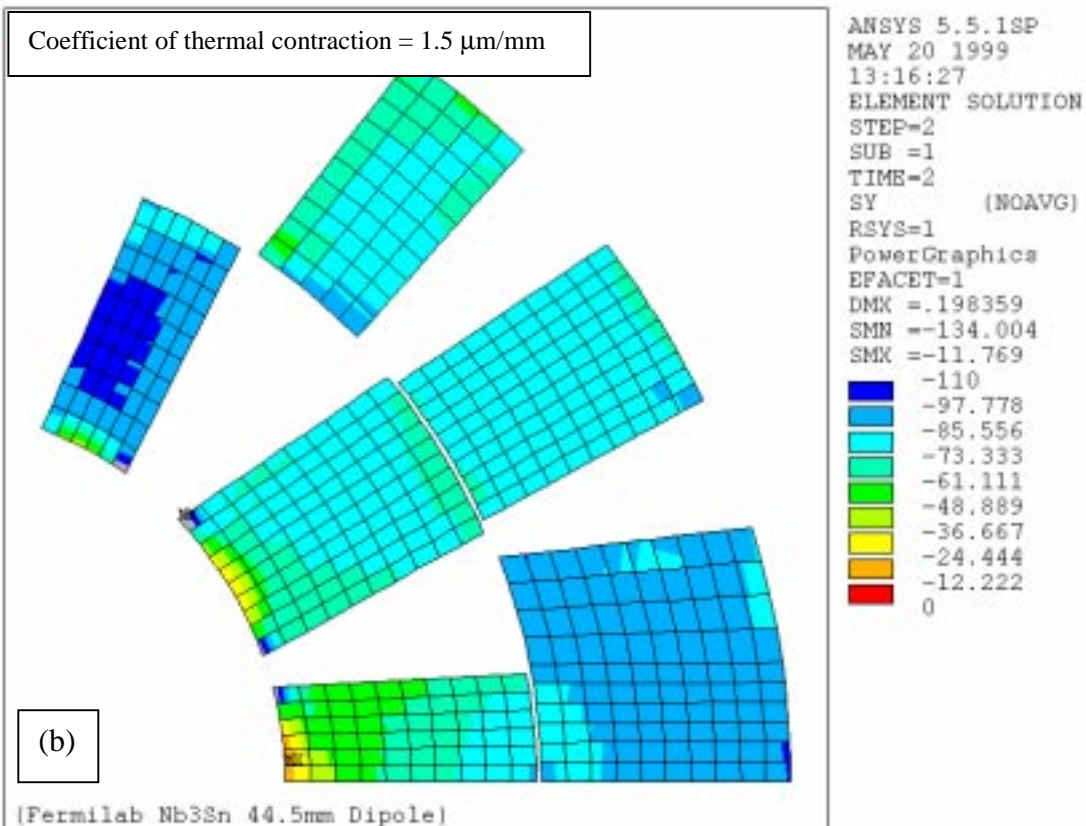 Coefficient of thermal contraction = 1.5 μm/mm
ANSYS 5.5.1SP
MAY 20 1999
13:16:27
ELEMENT SOLUTION
STEP=2
SUB =1
TIME=2
SY (NOAVG)
RSYS=1
PowerGraphics
EFACET=1
DMX =.198359
SMN =-134.004
SMX =-11.769
-110
-97.778
-85.556
-73.333
-61.111
-48.889
-36.667
-24.444
-12.222
0
(b)
(Fermilab Nb3Sn 44.5mm Dipole)